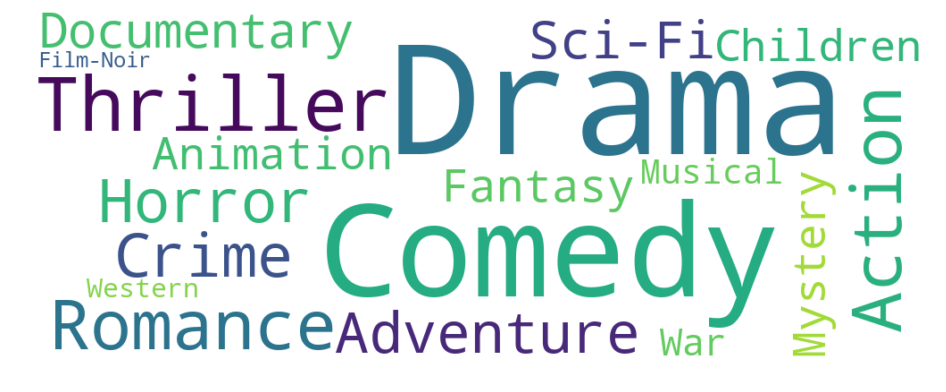 Documentary
Sci-Fi
Children
Film-Noir
Drama
Thriller
Action
Animation
Musical
Fantasy
Mystery
Horror
Comedy
Crime
Western
Romance
Adventure
War